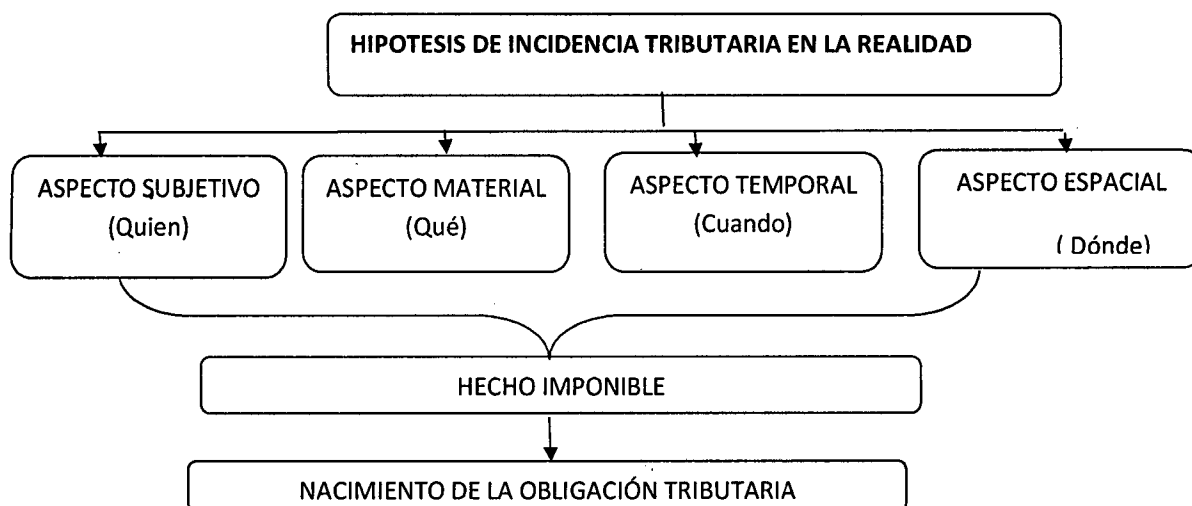 HIPOTESIS DE INCIDENCIA TRIBUTARIA EN LA REALIDAD
ASPECTO SUBJETIVO
(Quien)
ASPECTO MATERIAL
(Qué)
ASPECTO TEMPORAL
(Cuando)
ASPECTO ESPACIAL
( Dónde)
HECHO IMPONIBLE
NACIMIENTO DE LA OBLIGACIÓN TRIBUTARIA